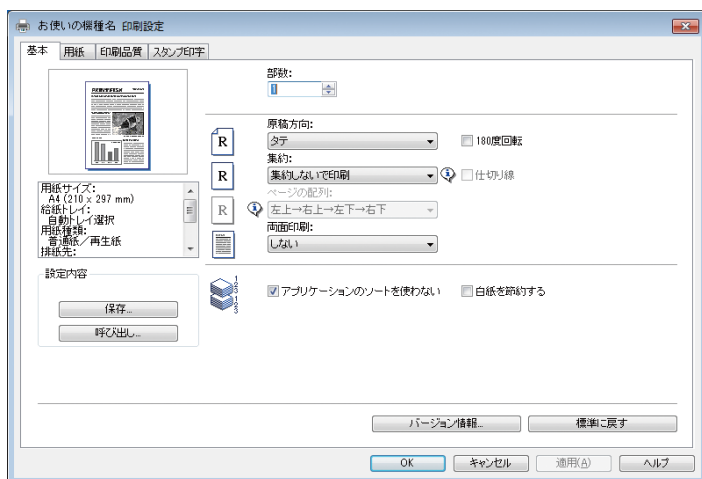 お使いの機種名 印刷設定
基本 用紙 印刷品質 スタンプ印字
部数:
1
原稿方向:
タテ
180度回転
集約:
集約しないで印刷
仕切り線
ページの配列:
左上→右上→左下→右下
両面印刷:
しない
用紙サイズ:
A4 (210 x 297 mm)
給紙トレイ:
自動トレイ選択
用紙種類:
普通紙/再生紙
排紙先:
設定内容
保存...
呼び出し...
アプリケーションのソートを使わない
白紙を節約する
バージョン情報...
標準に戻す
OK
キャンセル
適用(A)
ヘルプ